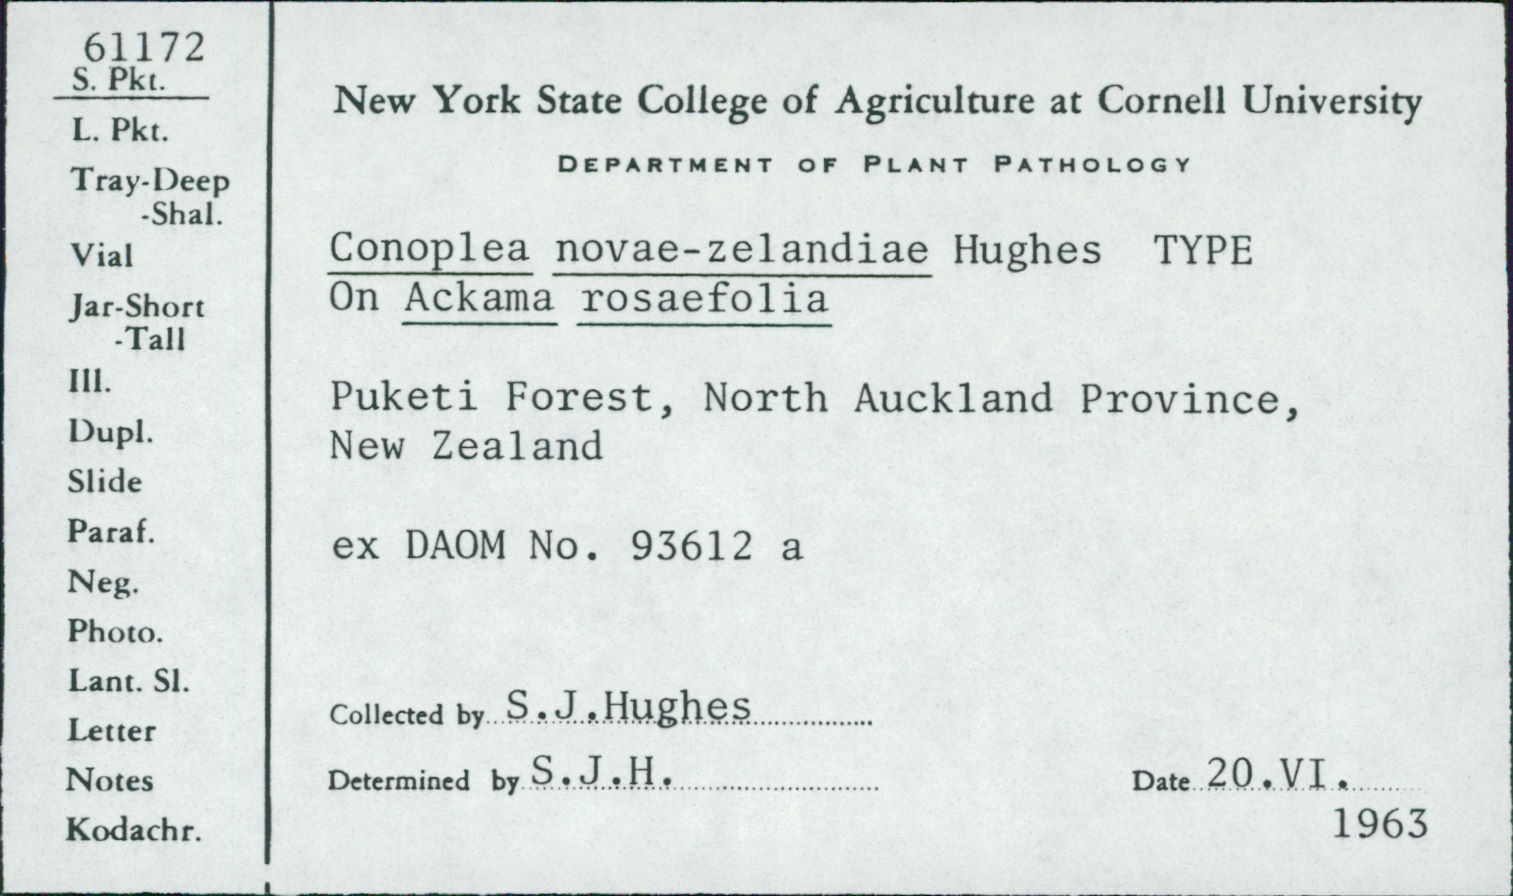 61172
S. Pkt.
L. Pkt.
Tray-Deep
-Shal.
Vial
Jar-Short
-Tall
Ill.
Dupl.
Slide
Paraf.
Neg.
Photo.
Lant. Sl.
Letter
Notes
Kodachr.
New York State College of Agriculture at Cornell University
DEPARTMENT OF PLANT PATHOLOGY
Conoplea novae-zelandiae Hughes TYPE
On Ackama rosaefolia
Puketi Forest, North Auckland Province,
New Zealand
ex DAOM No. 93612 a
Collected by S.J.Hughes
Determined by S.J.H.
Date 20.VI.
1963